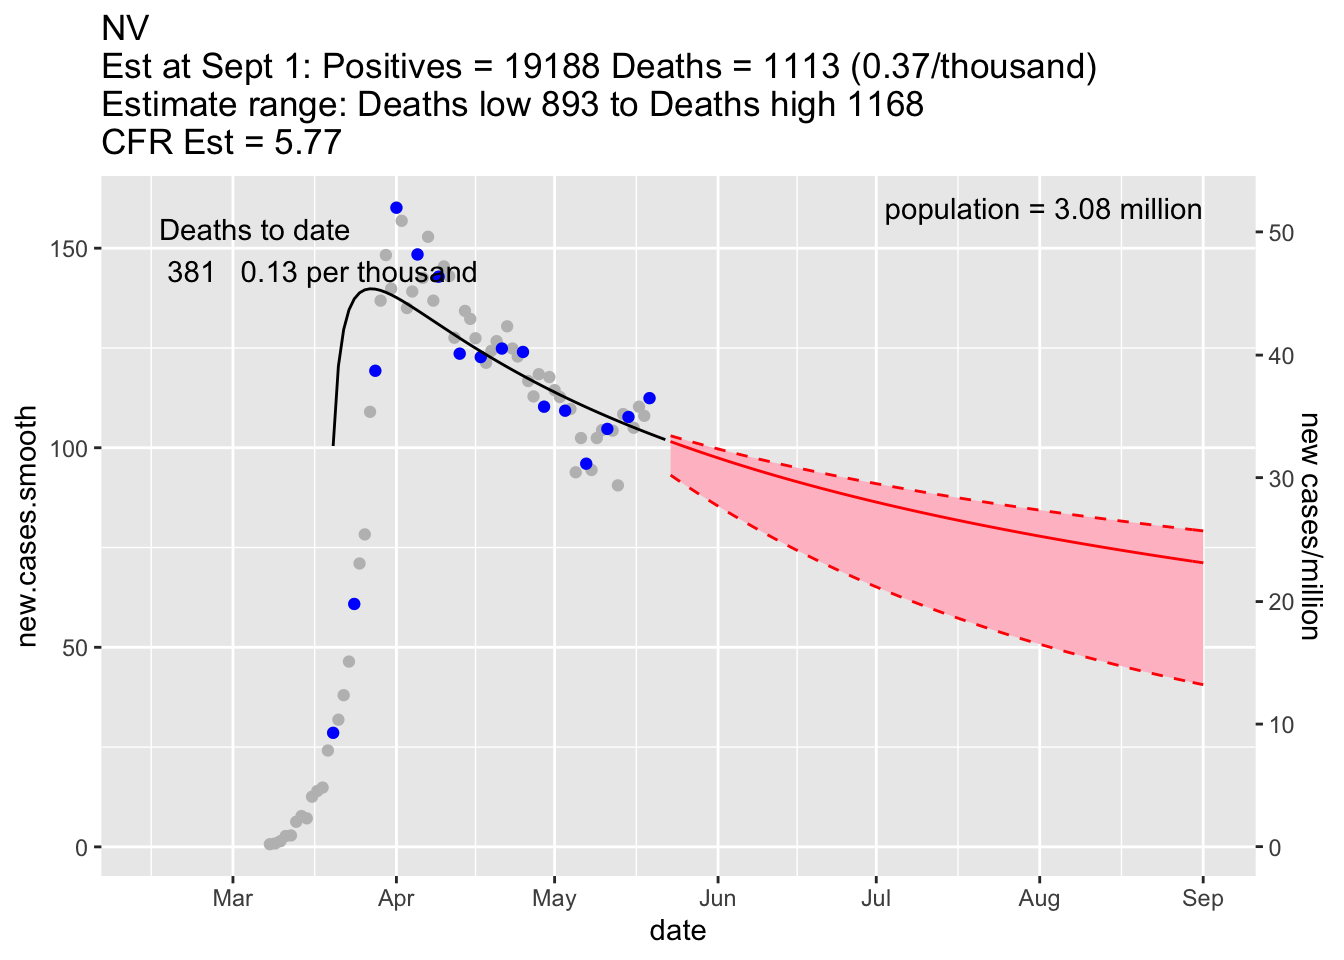 NV
Est at Sept 1: Positives = 19188 Deaths = 1113 (0.37/thousand)
Estimate range: Deaths low 893 to Deaths high 1168
CFR Est = 5.77
population = 3.08 million
Deaths to date
381 0.13 per thousand
150
100
50
0
new.cases.smooth
50
40
30
20
10
0
new cases/million
Mar
Apr
May
Jun
Jul
Aug
Sep
date